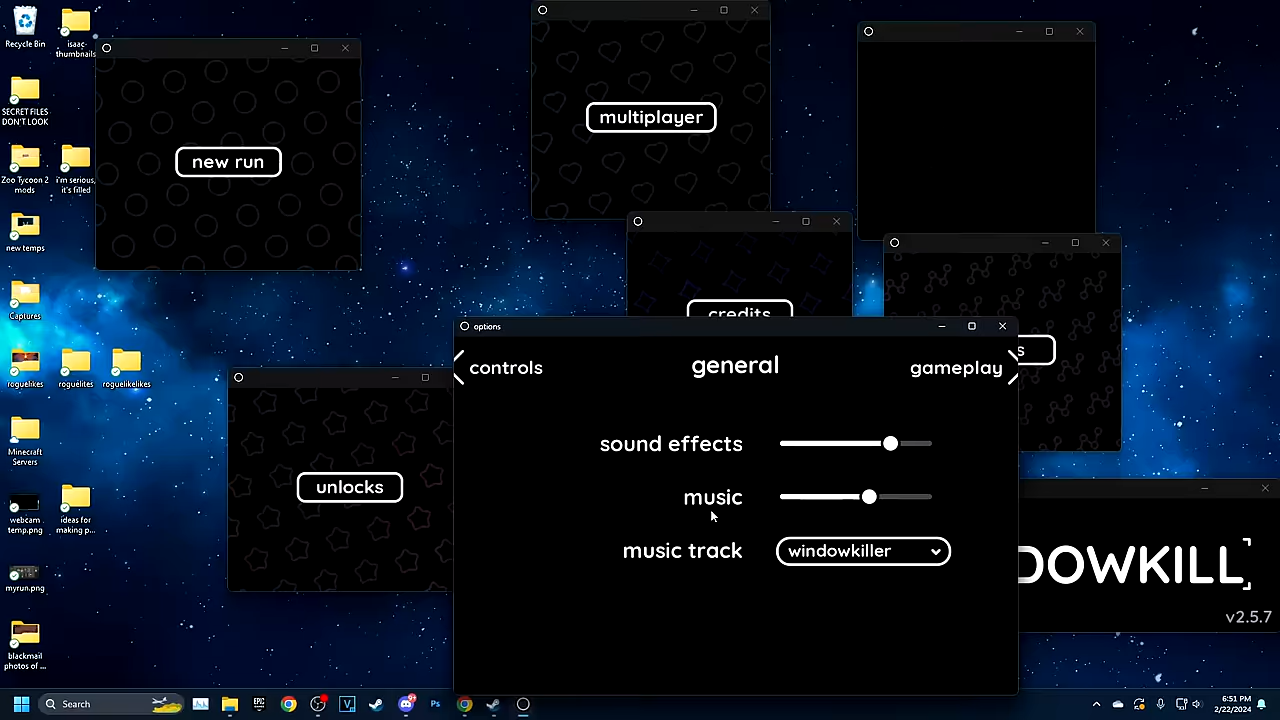 Recycle Bin
isaac-
thumbnails
SECRET FILES
DON'T LOOK
Zoo Tycoon 2
mods
i'm serious,
it's filled
new temps
Captures
roguelikes
roguelites
roguelikelikes
Minecraft
Servers
webcam
temp.png
ideas for
making p...
myrun.png
blackmail
photos of ...
new run
multiplayer
credits
s
unlocks
options
controls
general
gameplay
sound effects
music
music track
windowkiller
DOWKILL
v2.5.7
Search
EPIC
Ps
6:51 PM
2/22/2024